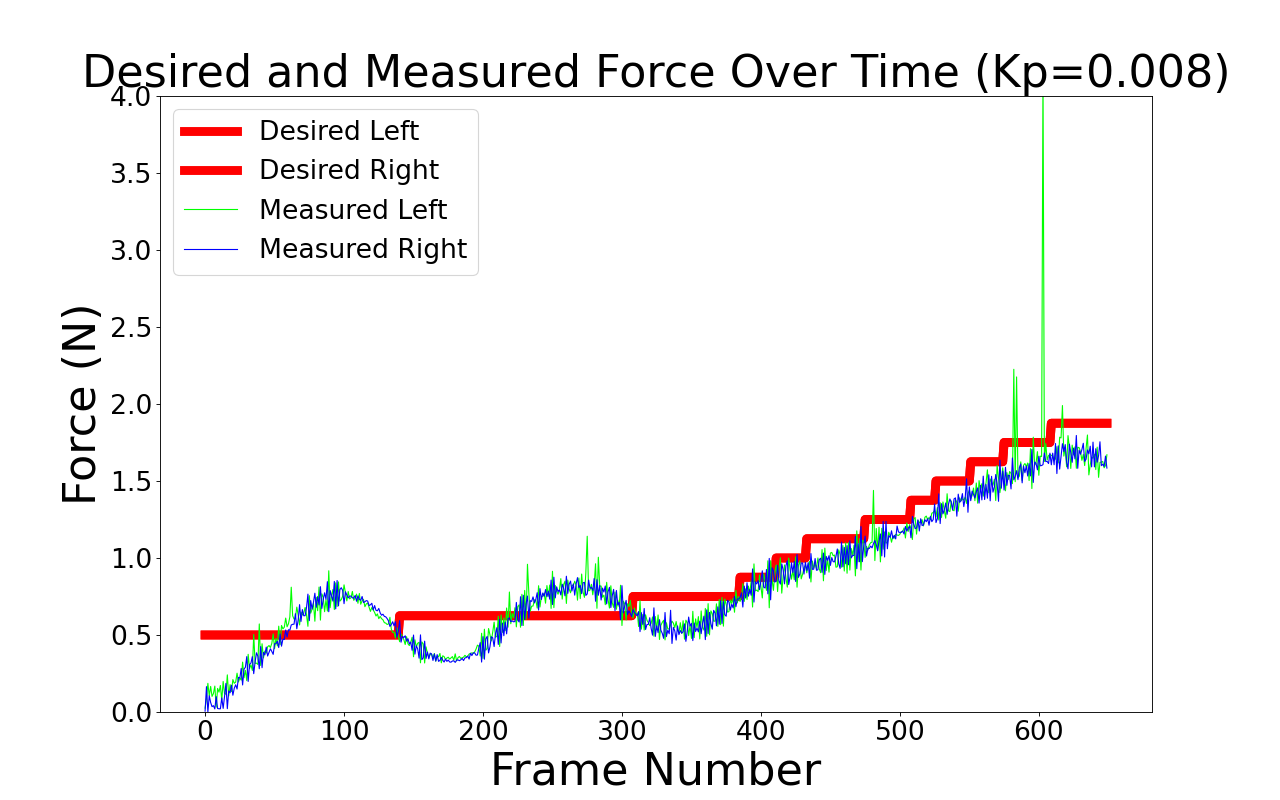 Desired and Measured Force Over Time (Kp=0.008)
Desired Left
Desired Right
Measured Left
Measured Right
Force (N)
4.0
3.5
3.0
2.5
2.0
1.5
1.0
0.5
0.0
0 100 200 300 400 500 600
Frame Number